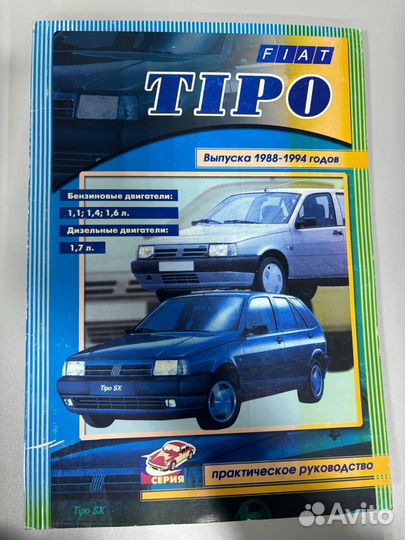 FIAT
TIPO
Выпуска 1988-1994 годов
Бензиновые двигатели:
1,1; 1,4; 1,6 л.
Дизельные двигатели:
1,7 л.
Tipo SX
СЕРИЯ
практическое руководство
Tipo SX
Avito